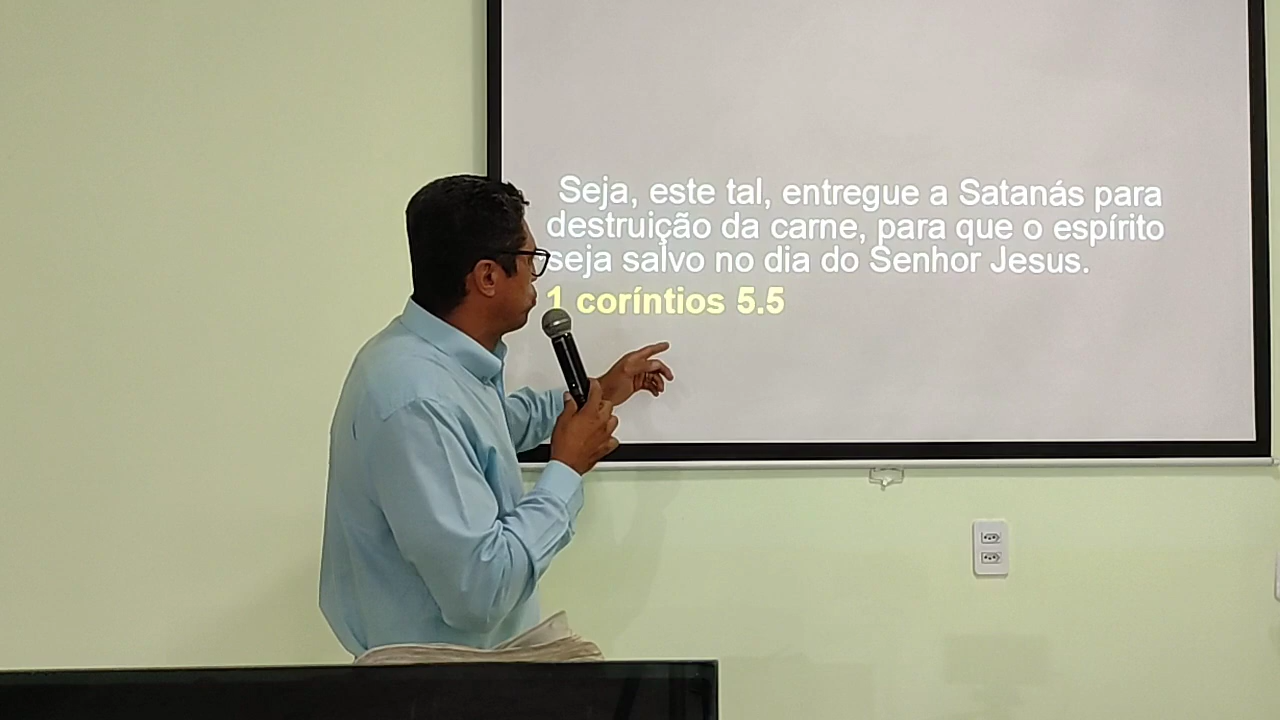 Seja, este tal, entregue a Satanás para
destruição da carne, para que o espírito
seja salvo no dia do Senhor Jesus.
1 coríntios 5.5